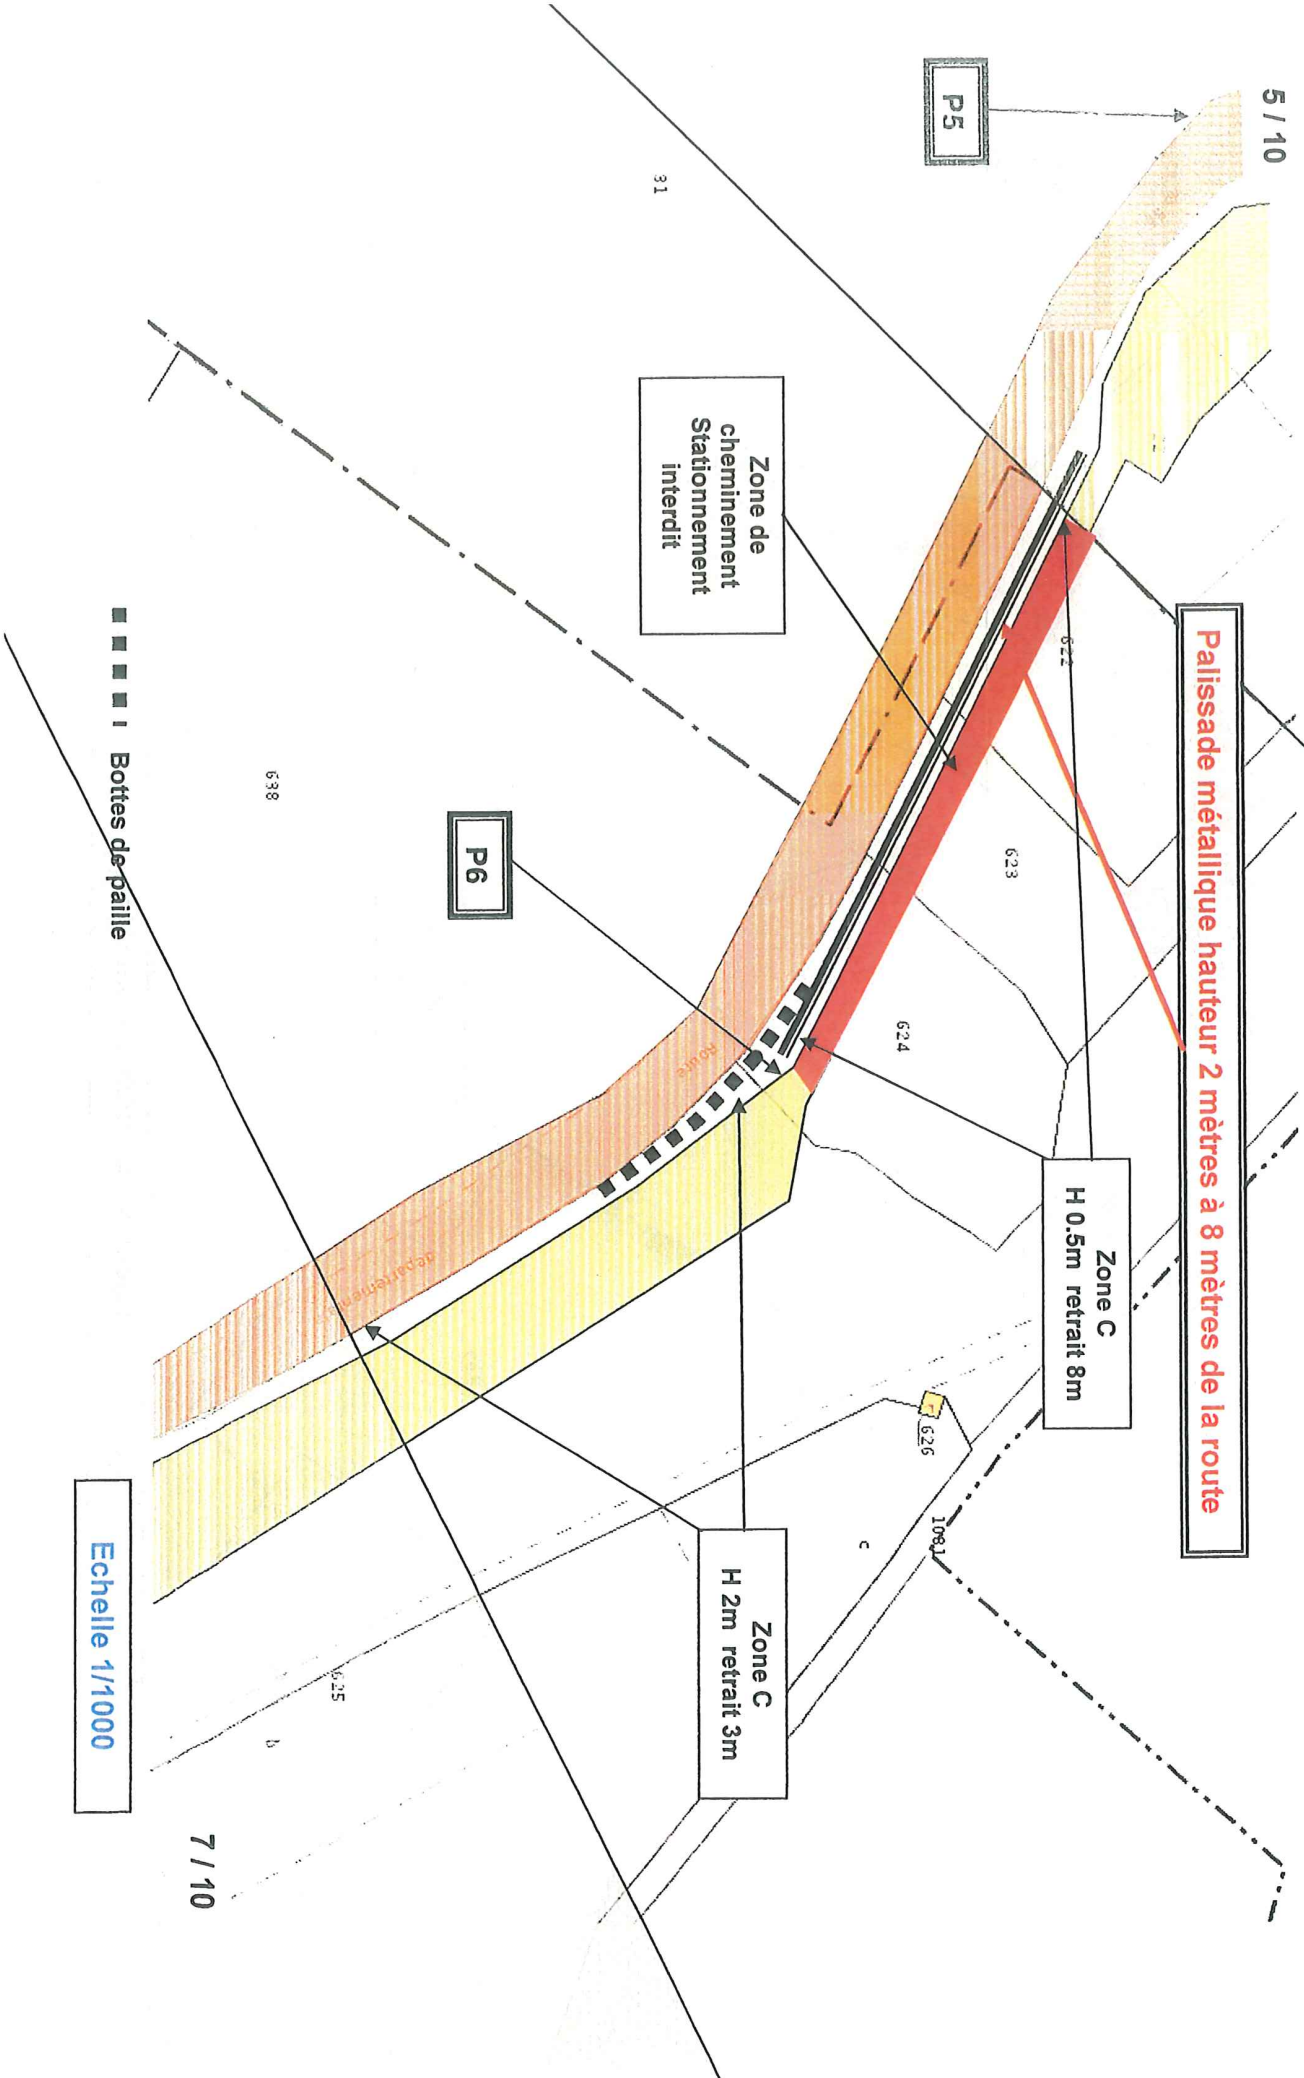 5 / 10
P5
Palissade métallique hauteur 2 mètres à 8 mètres de la route
81
622
Zone de
cheminement
Stationnement
interdit
623
624
Zone C
H 0.5m retrait 8m
P6
638
Bottes de paille
Route
départementale
626
1081
c
Zone C
H 2m retrait 3m
625
b
Echelle 1/1000
7 / 10